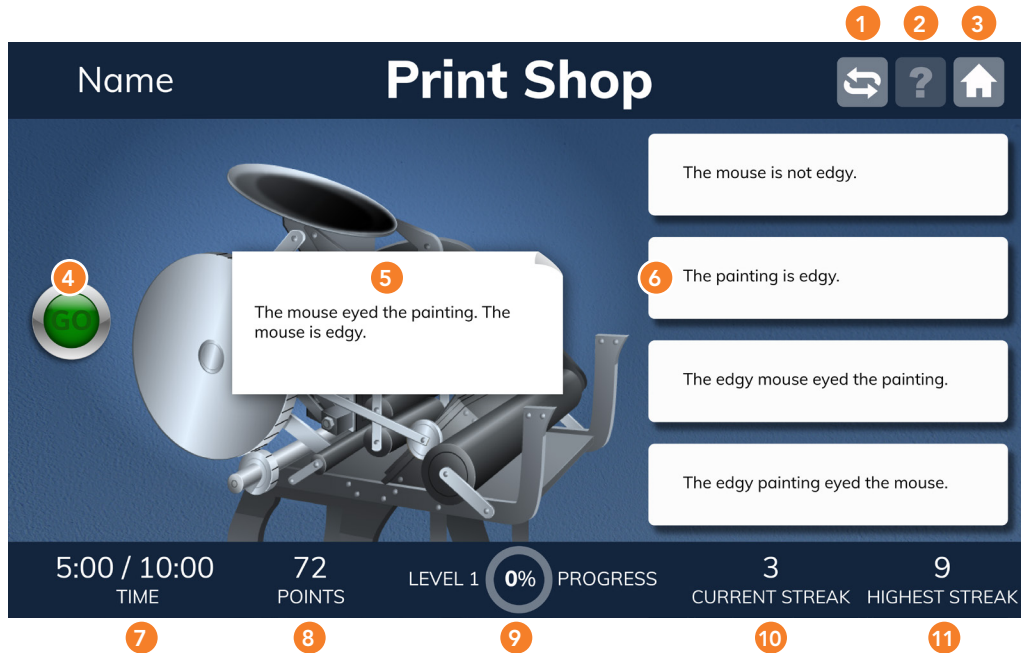 1 2 3
Name Print Shop ?
The mouse is not edgy.
4 5 6
GO
The mouse eyed the painting. The
mouse is edgy.
The painting is edgy.
The edgy mouse eyed the painting.
The edgy painting eyed the mouse.
5:00 / 10:00
TIME
72
POINTS
LEVEL 1 0% PROGRESS
3
CURRENT STREAK
9
HIGHEST STREAK
7 8 9 10 11